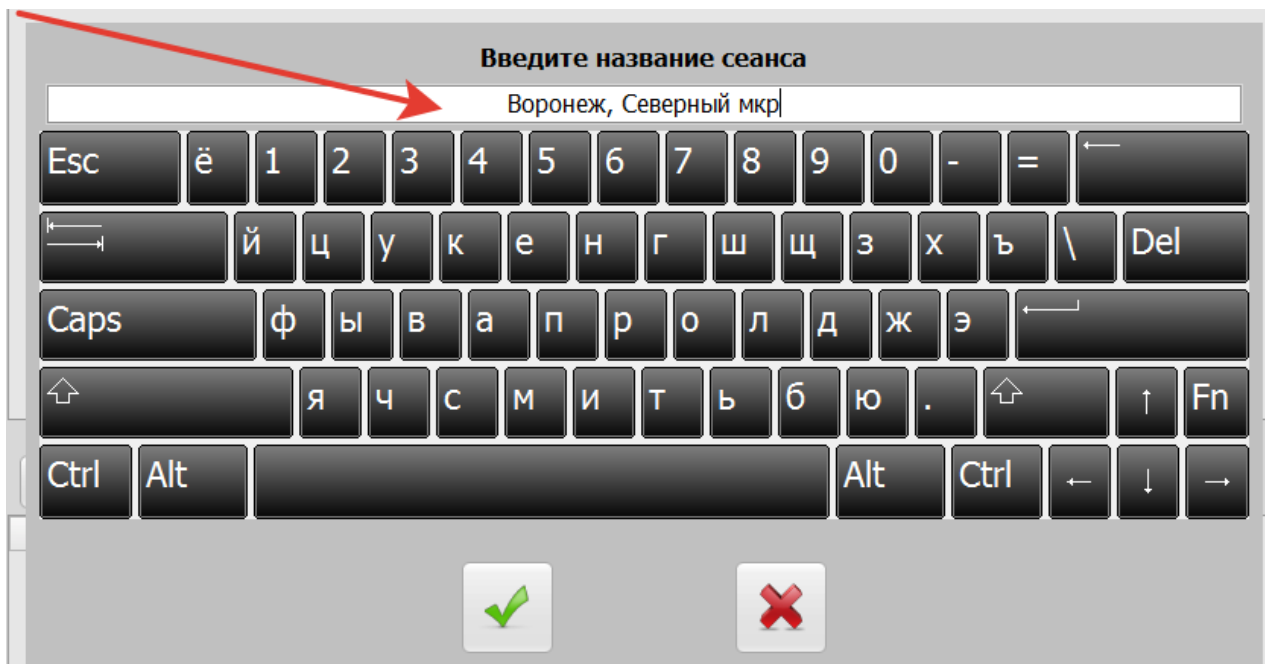 Введите название сеанса
Воронеж, Северный мкр
Esc ё 1 2 3 4 5 6 7 8 9 0 - = ←
й ц у к е н г ш щ з х ъ \ Del
Caps ф ы в а п р о л д ж э
я ч с м и т ь б ю . ↑ Fn
Ctrl Alt Alt Ctrl ← ↓ →